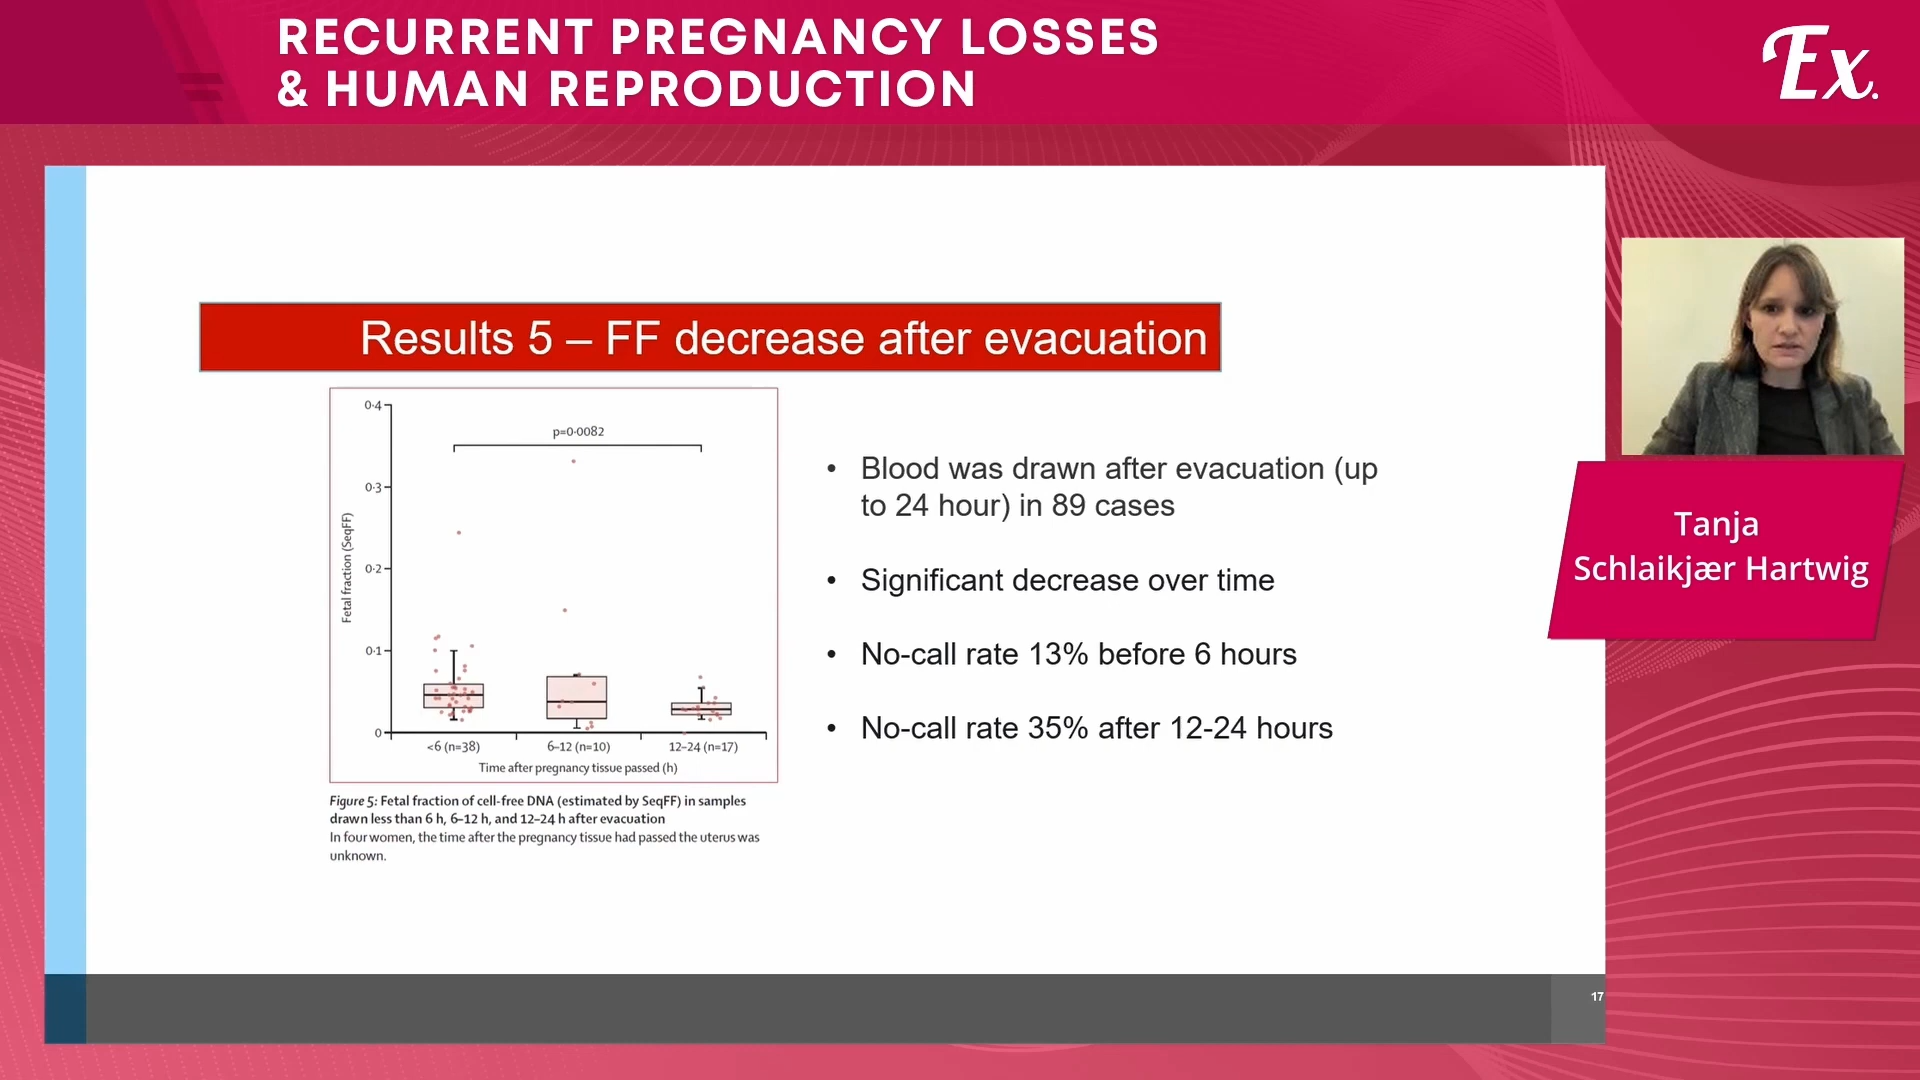 RECURRENT PREGNANCY LOSSES
& HUMAN REPRODUCTION
Ex.
Results 5 – FF decrease after evacuation
0·4
p=0·0082
0·3
Fetal fraction (SeqFF)
0·2
0·1
0
<6 (n=38)
6–12 (n=10)
12–24 (n=17)
Time after pregnancy tissue passed (h)
Figure 5: Fetal fraction of cell-free DNA (estimated by SeqFF) in samples
drawn less than 6 h, 6–12 h, and 12–24 h after evacuation
In four women, the time after the pregnancy tissue had passed the uterus was
unknown.
• Blood was drawn after evacuation (up
to 24 hour) in 89 cases
• Significant decrease over time
• No-call rate 13% before 6 hours
• No-call rate 35% after 12-24 hours
Tanja
Schlaikjær Hartwig
17